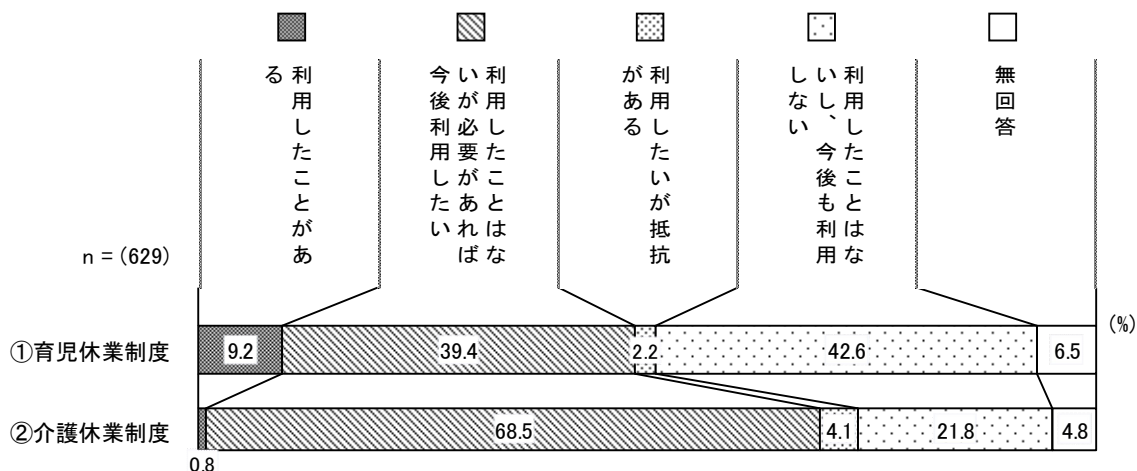 利用したことがあ
る
利用したことはな
いが必要があれば
今後利用したい
利用したいが抵抗
がある
利用したことはな
いし、今後も利用
しない
無回答
n = (629)
(%)
①育児休業制度
9.2
39.4
2.2
42.6
6.5
②介護休業制度
68.5
4.1
21.8
4.8
0.8